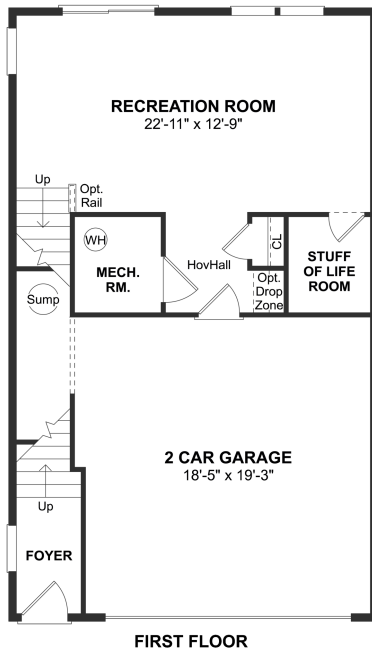 RECREATION ROOM
22'-11" x 12'-9"
Up
Opt.
Rail
WH
MECH.
RM.
HovHall
CL
Opt.
Drop
Zone
STUFF
OF LIFE
ROOM
Sump
2 CAR GARAGE
18'-5" x 19'-3"
Up
FOYER
FIRST FLOOR